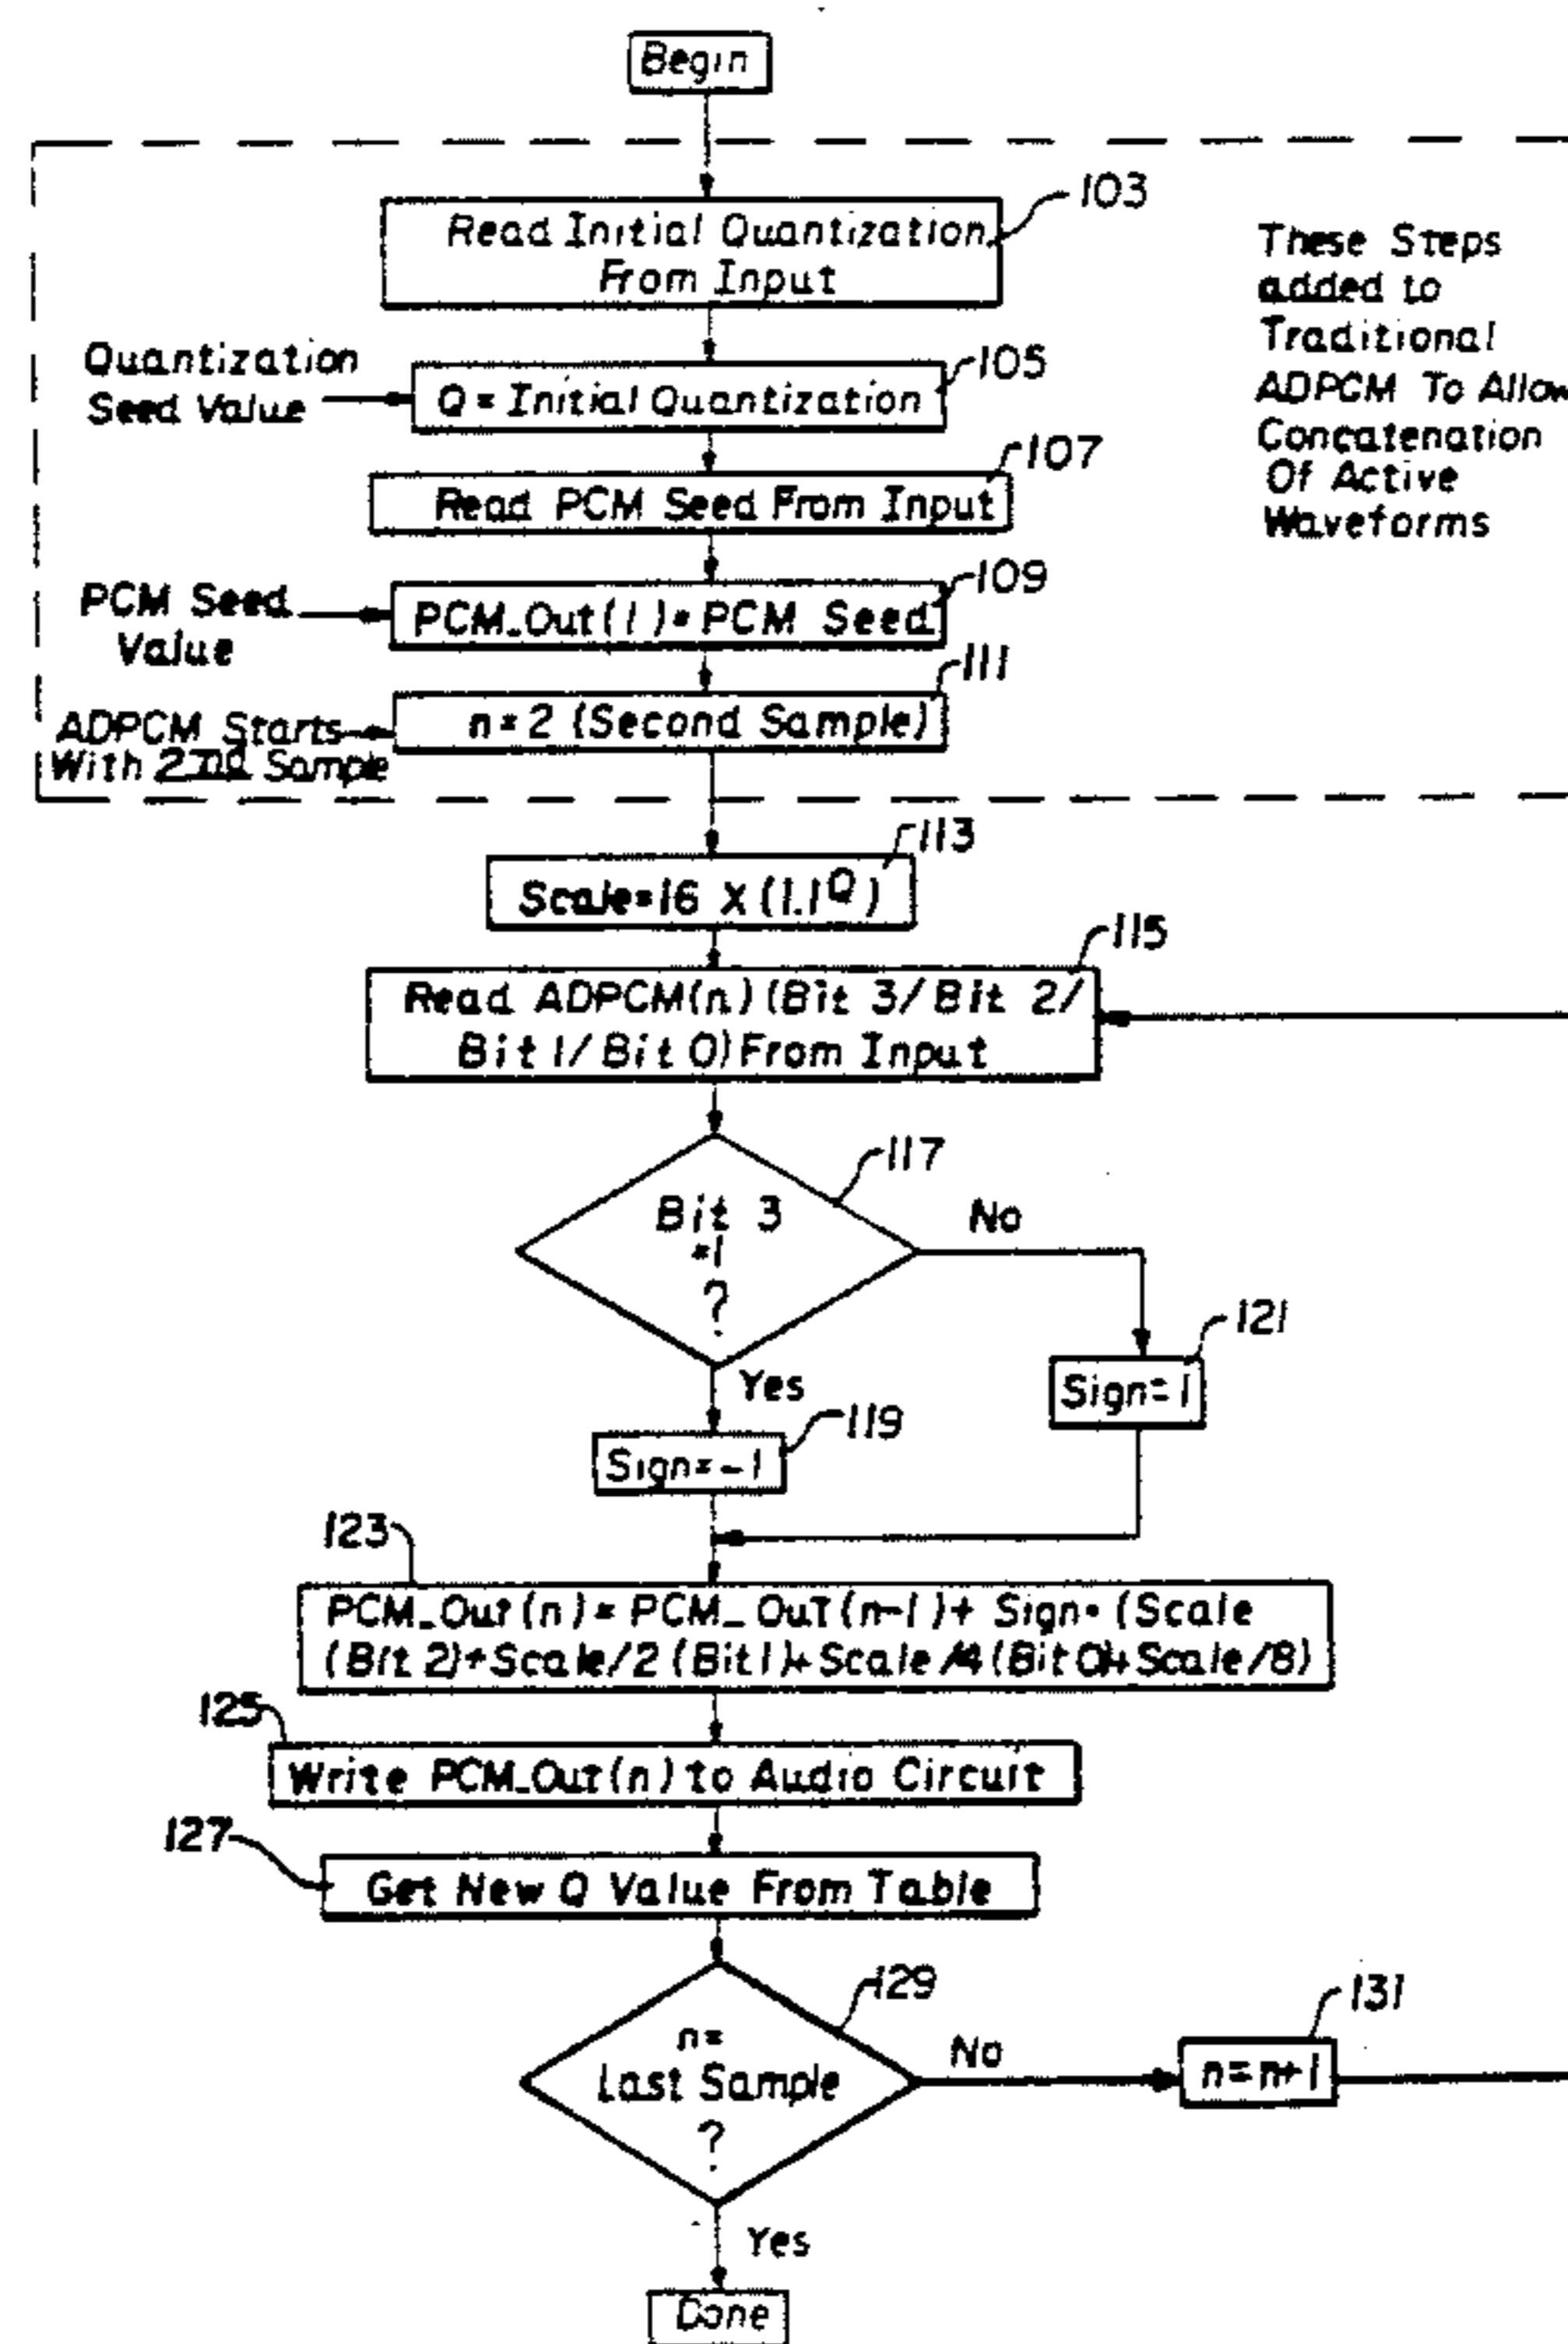 Begin
103
Read Initial Quantization
From Input
These Steps
added to
Traditional
ADPCM To Allow
Concatenation
Of Active
Waveforms
Quantization
Seed Value
105
Q = Initial Quantization
107
Read PCM Seed From Input
PCM Seed
Value
109
PCM_Out(1) = PCM Seed
111
ADPCM Starts
With 2nd Sample
n = 2 (Second Sample)
113
Scale = 16 X (1.1^Q)
115
Read ADPCM(n) (Bit 3/Bit 2/
Bit 1/Bit 0) From Input
117
Bit 3
=1
?
No
Yes
121
Sign = 1
119
Sign = -1
123
PCM_Out(n) = PCM_Out(n-1) + Sign • (Scale
(Bit 2) + Scale/2 (Bit 1) + Scale/4 (Bit 0) + Scale/8)
125
Write PCM_Out(n) to Audio Circuit
127
Get New Q Value From Table
129
n =
Last Sample
?
No
131
n = n+1
Yes
Done